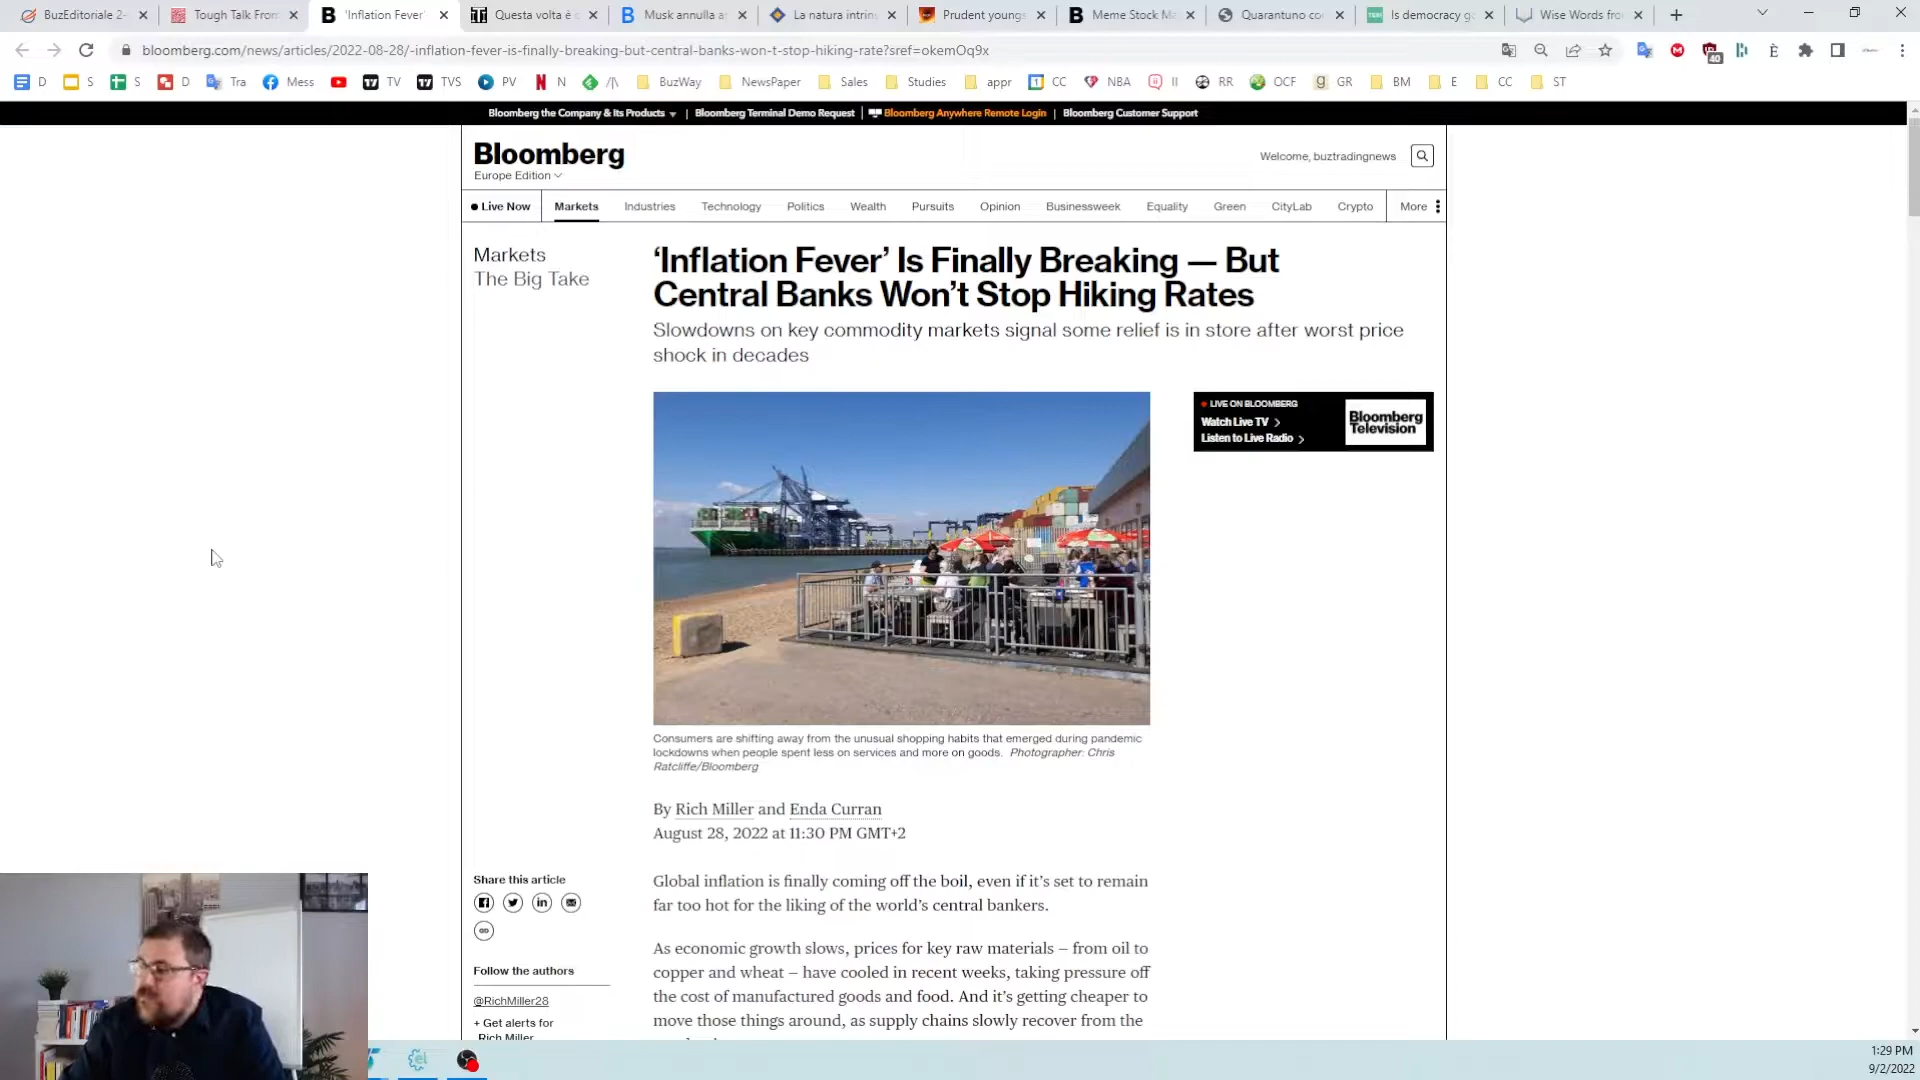 BuzEditoriale 2-
Tough Talk From
'Inflation Fever'
Questa volta è d
Musk annulla a
La natura intrin
Prudent youngs
Meme Stock Ma
Quarantuno co
Is democracy g
Wise Words fro
bloomberg.com/news/articles/2022-08-28/-inflation-fever-is-finally-breaking-but-central-banks-won-t-stop-hiking-rate?sref=okemOq9x
40
D S S D Tra Mess TV TVS PV N N BuzWay NewsPaper Sales Studies appr CC NBA II RR OCF GR BM E CC ST
Bloomberg the Company & Its Products | Bloomberg Terminal Demo Request | Bloomberg Anywhere Remote Login | Bloomberg Customer Support
Bloomberg
Europe Edition
Welcome, buztradingnews
Live Now Markets Industries Technology Politics Wealth Pursuits Opinion Businessweek Equality Green CityLab Crypto More
Markets
The Big Take
‘Inflation Fever’ Is Finally Breaking — But
Central Banks Won’t Stop Hiking Rates
Slowdowns on key commodity markets signal some relief is in store after worst price
shock in decades
LIVE ON BLOOMBERG
Watch Live TV
Listen to Live Radio
Bloomberg
Television
Consumers are shifting away from the unusual shopping habits that emerged during pandemic
lockdowns when people spent less on services and more on goods. Photographer: Chris
Ratcliffe/Bloomberg
By Rich Miller and Enda Curran
August 28, 2022 at 11:30 PM GMT+2
Share this article
Follow the authors
@RichMiller28
+ Get alerts for
Rich Miller
Global inflation is finally coming off the boil, even if it’s set to remain
far too hot for the liking of the world’s central bankers.
As economic growth slows, prices for key raw materials – from oil to
copper and wheat – have cooled in recent weeks, taking pressure off
the cost of manufactured goods and food. And it’s getting cheaper to
move those things around, as supply chains slowly recover from the
1:29 PM
9/2/2022